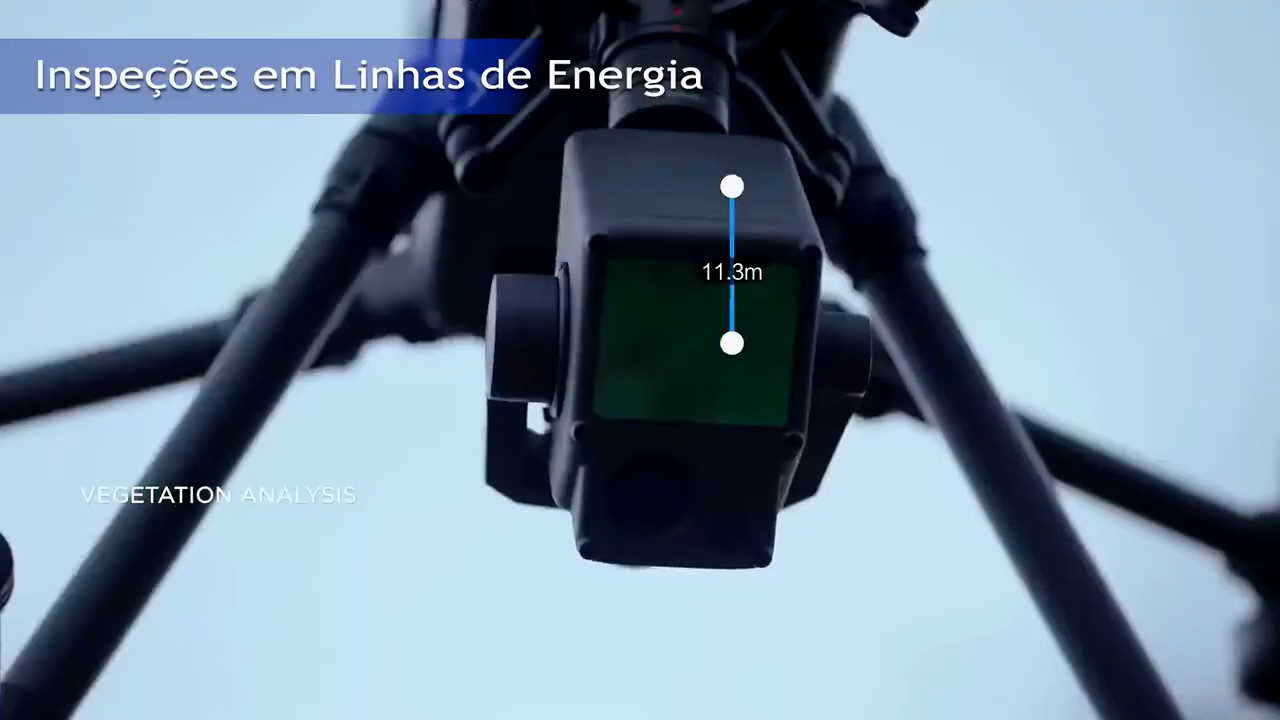 Inspeções em Linhas de Energia
11.3m
VEGETATION ANALYSIS